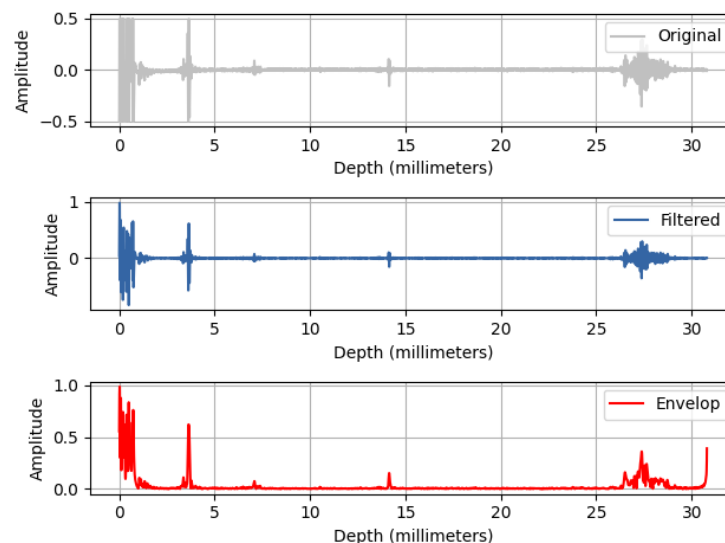 0.5
0.0
−0.5
Amplitude
Original
0 5 10 15 20 25 30
Depth (millimeters)
1
0
Amplitude
Filtered
0 5 10 15 20 25 30
Depth (millimeters)
1.0
0.5
0.0
Amplitude
Envelop
0 5 10 15 20 25 30
Depth (millimeters)